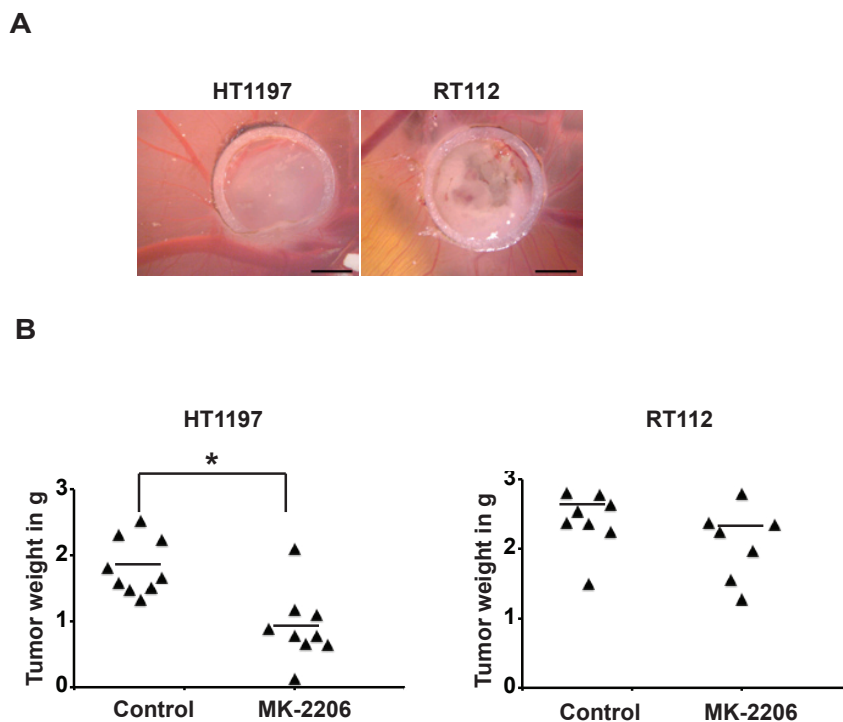 A
HT1197 RT112
B
HT1197 RT112
*
Tumor weight in g
3
2
1
0
Control MK-2206
Tumor weight in g
3
2
1
0
Control MK-2206